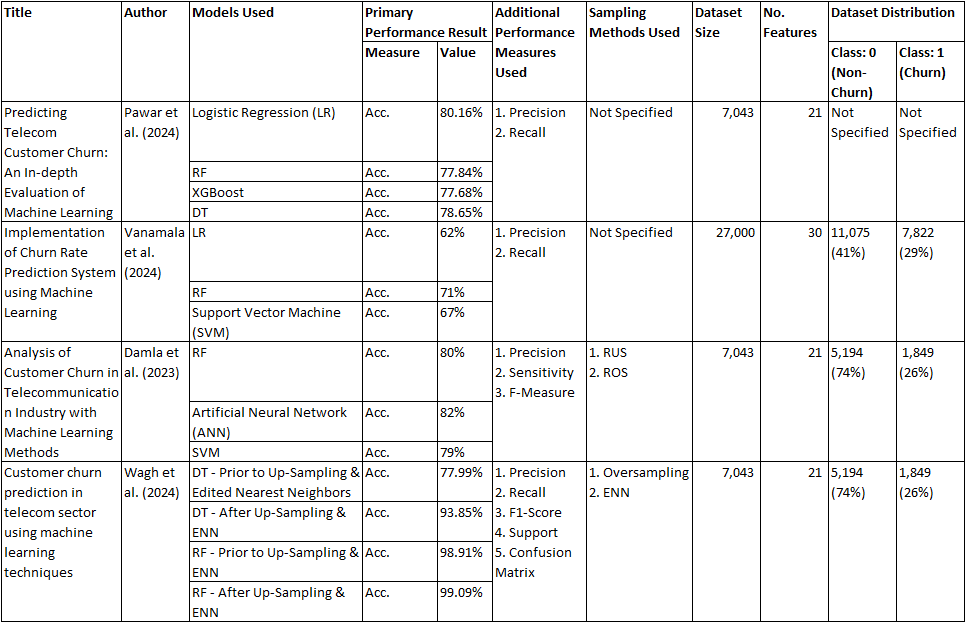 Title
Author
Models Used
Primary
Performance Result
Measure
Value
Additional
Performance
Measures
Used
Sampling
Methods Used
Dataset
Size
No.
Features
Dataset Distribution
Class: 0
(Non-
Churn)
Class: 1
(Churn)
Predicting
Telecom
Customer Churn:
An In-depth
Evaluation of
Machine Learning
Pawar et
al. (2024)
Logistic Regression (LR)
Acc.
80.16%
RF
Acc.
77.84%
XGBoost
Acc.
77.68%
DT
Acc.
78.65%
1. Precision
2. Recall
Not Specified
7,043
21
Not
Specified
Not
Specified
Implementation
of Churn Rate
Prediction System
using Machine
Learning
Vanamala
et al.
(2024)
LR
Acc.
62%
RF
Acc.
71%
Support Vector Machine
(SVM)
Acc.
67%
1. Precision
2. Recall
Not Specified
27,000
30
11,075
(41%)
7,822
(29%)
Analysis of
Customer Churn in
Telecommunicatio
n Industry with
Machine Learning
Methods
Damla et
al. (2023)
RF
Acc.
80%
Artificial Neural Network
(ANN)
Acc.
82%
SVM
Acc.
79%
1. Precision
2. Sensitivity
3. F-Measure
1. RUS
2. ROS
7,043
21
5,194
(74%)
1,849
(26%)
Customer churn
prediction in
telecom sector
using machine
learning
techniques
Wagh et
al. (2024)
DT - Prior to Up-Sampling &
Edited Nearest Neighbors
Acc.
77.99%
DT - After Up-Sampling &
ENN
Acc.
93.85%
RF - Prior to Up-Sampling &
ENN
Acc.
98.91%
RF - After Up-Sampling &
ENN
Acc.
99.09%
1. Precision
2. Recall
3. F1-Score
4. Support
5. Confusion
Matrix
1. Oversampling
2. ENN
7,043
21
5,194
(74%)
1,849
(26%)